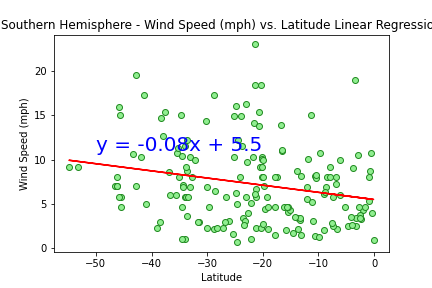 Southern Hemisphere - Wind Speed (mph) vs. Latitude Linear Regressio
20
15
10
5
0
Wind Speed (mph)
y = -0.08x + 5.5
−50
−40
−30
−20
−10
0
Latitude